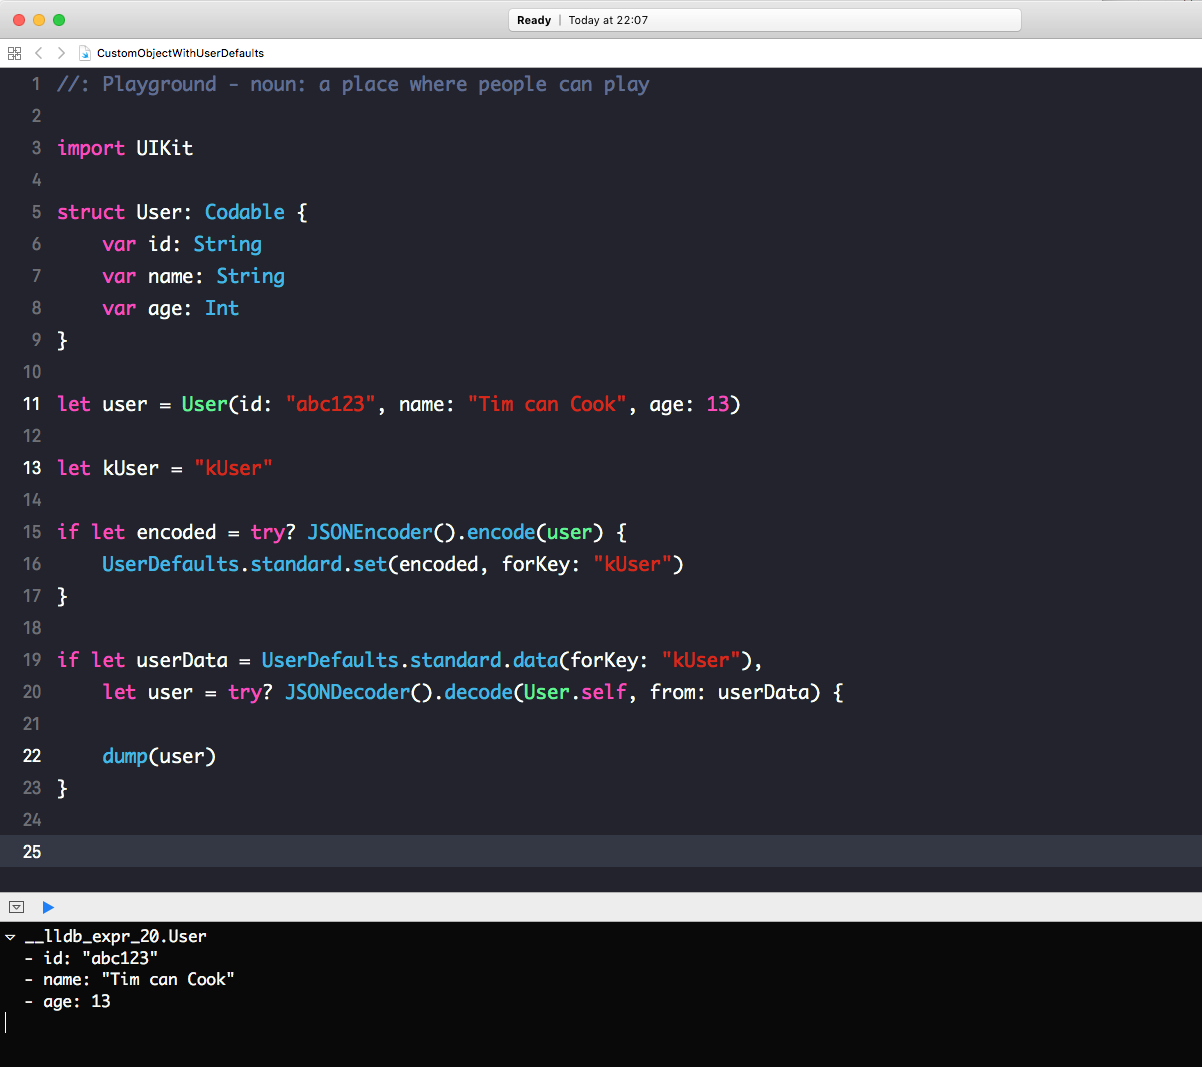 Ready | Today at 22:07
CustomObjectWithUserDefaults
1 //: Playground - noun: a place where people can play
2
3 import UIKit
4
5 struct User: Codable {
6     var id: String
7     var name: String
8     var age: Int
9 }
10
11 let user = User(id: "abc123", name: "Tim can Cook", age: 13)
12
13 let kUser = "kUser"
14
15 if let encoded = try? JSONEncoder().encode(user) {
16     UserDefaults.standard.set(encoded, forKey: "kUser")
17 }
18
19 if let userData = UserDefaults.standard.data(forKey: "kUser"),
20     let user = try? JSONDecoder().decode(User.self, from: userData) {
21
22     dump(user)
23 }
24
25
__lldb_expr_20.User
- id: "abc123"
- name: "Tim can Cook"
- age: 13